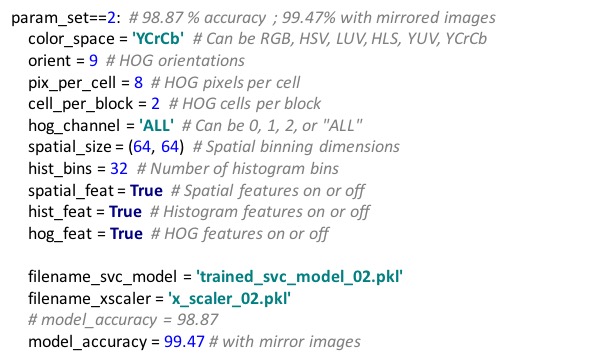 param_set==2: # 98.87 % accuracy ; 99.47% with mirrored images
color_space = 'YCrCb' # Can be RGB, HSV, LUV, HLS, YUV, YCrCb
orient = 9 # HOG orientations
pix_per_cell = 8 # HOG pixels per cell
cell_per_block = 2 # HOG cells per block
hog_channel = 'ALL' # Can be 0, 1, 2, or "ALL"
spatial_size = (64, 64) # Spatial binning dimensions
hist_bins = 32 # Number of histogram bins
spatial_feat = True # Spatial features on or off
hist_feat = True # Histogram features on or off
hog_feat = True # HOG features on or off
filename_svc_model = 'trained_svc_model_02.pkl'
filename_xscaler = 'x_scaler_02.pkl'
# model_accuracy = 98.87
model_accuracy = 99.47 # with mirror images